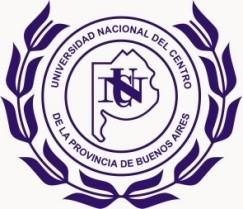 UNIVERSIDAD NACIONAL DEL CENTRO
UNC
DE LA PROVINCIA DE BUENOS AIRES